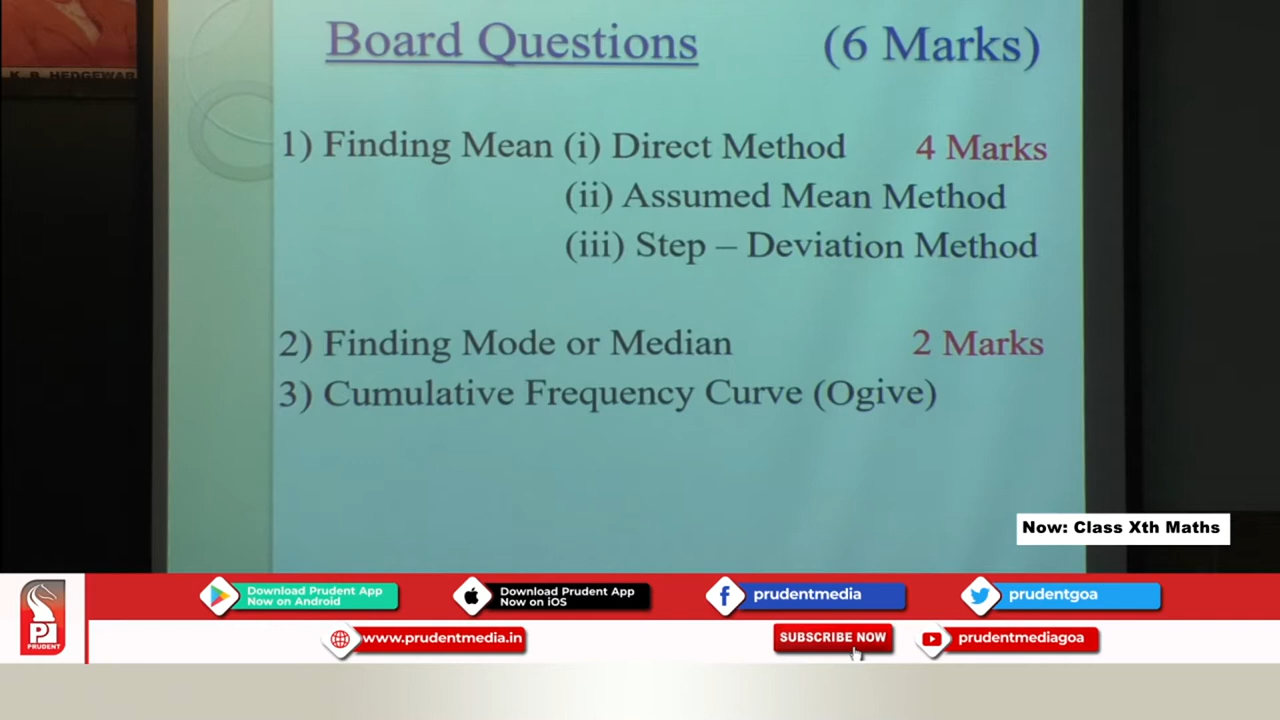 K. B. HEDGEWAR
Board Questions (6 Marks)
1) Finding Mean (i) Direct Method 4 Marks
(ii) Assumed Mean Method
(iii) Step – Deviation Method
2) Finding Mode or Median 2 Marks
3) Cumulative Frequency Curve (Ogive)
Now: Class Xth Maths
Download Prudent App
Now on Android
Download Prudent App
Now on iOS
prudentmedia
prudentgoa
PRUDENT
www.prudentmedia.in
SUBSCRIBE NOW
prudentmediagoa